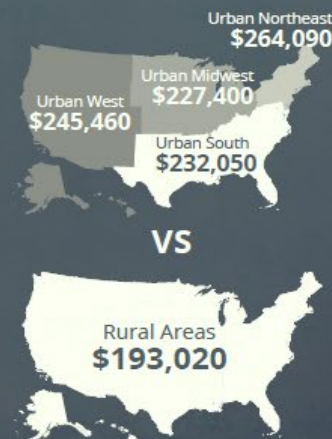 Urban Northeast
$264,090
Urban Midwest
$227,400
Urban West
$245,460
Urban South
$232,050
VS
Rural Areas
$193,020